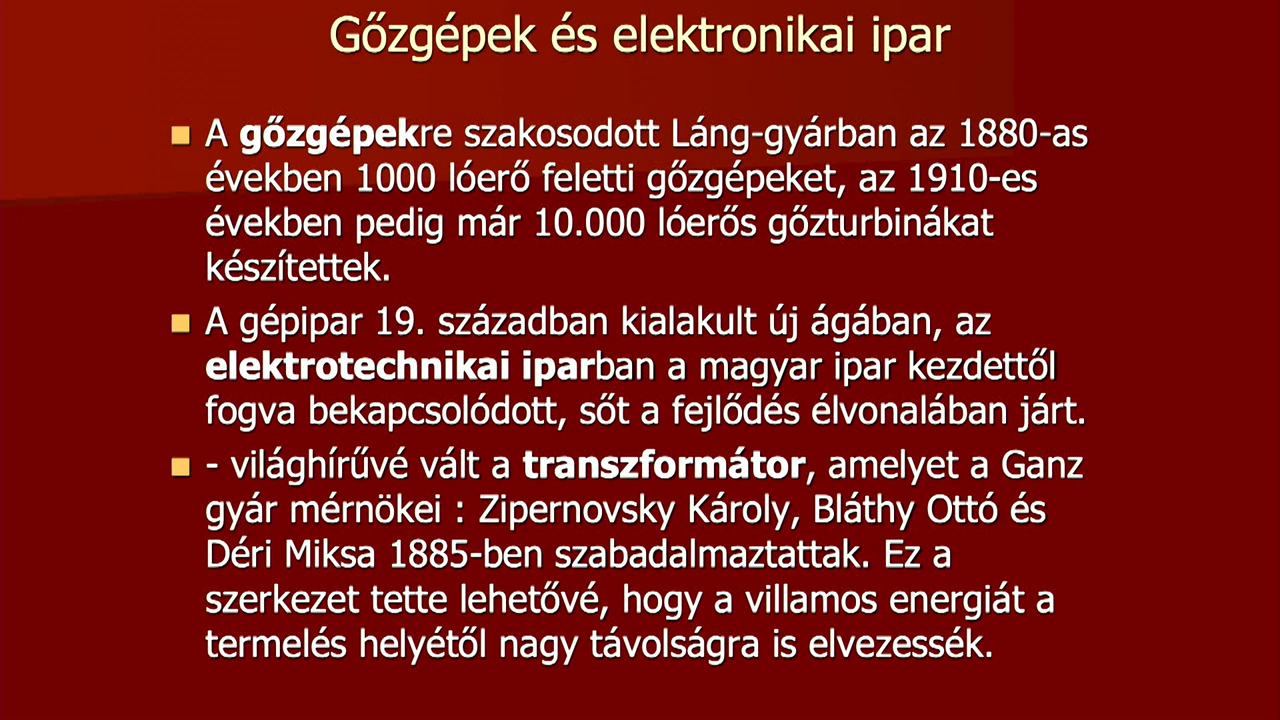 Gőzgépek és elektronikai ipar
A gőzgépekre szakosodott Láng-gyárban az 1880-as
években 1000 lóerő feletti gőzgépeket, az 1910-es
években pedig már 10.000 lóerős gőzturbinákat
készítettek.
A gépipar 19. században kialakult új ágában, az
elektrotechnikai iparban a magyar ipar kezdettől
fogva bekapcsolódott, sőt a fejlődés élvonalában járt.
- világhírűvé vált a transzformátor, amelyet a Ganz
gyár mérnökei : Zipernovsky Károly, Bláthy Ottó és
Déri Miksa 1885-ben szabadalmaztattak. Ez a
szerkezet tette lehetővé, hogy a villamos energiát a
termelés helyétől nagy távolságra is elvezessék.